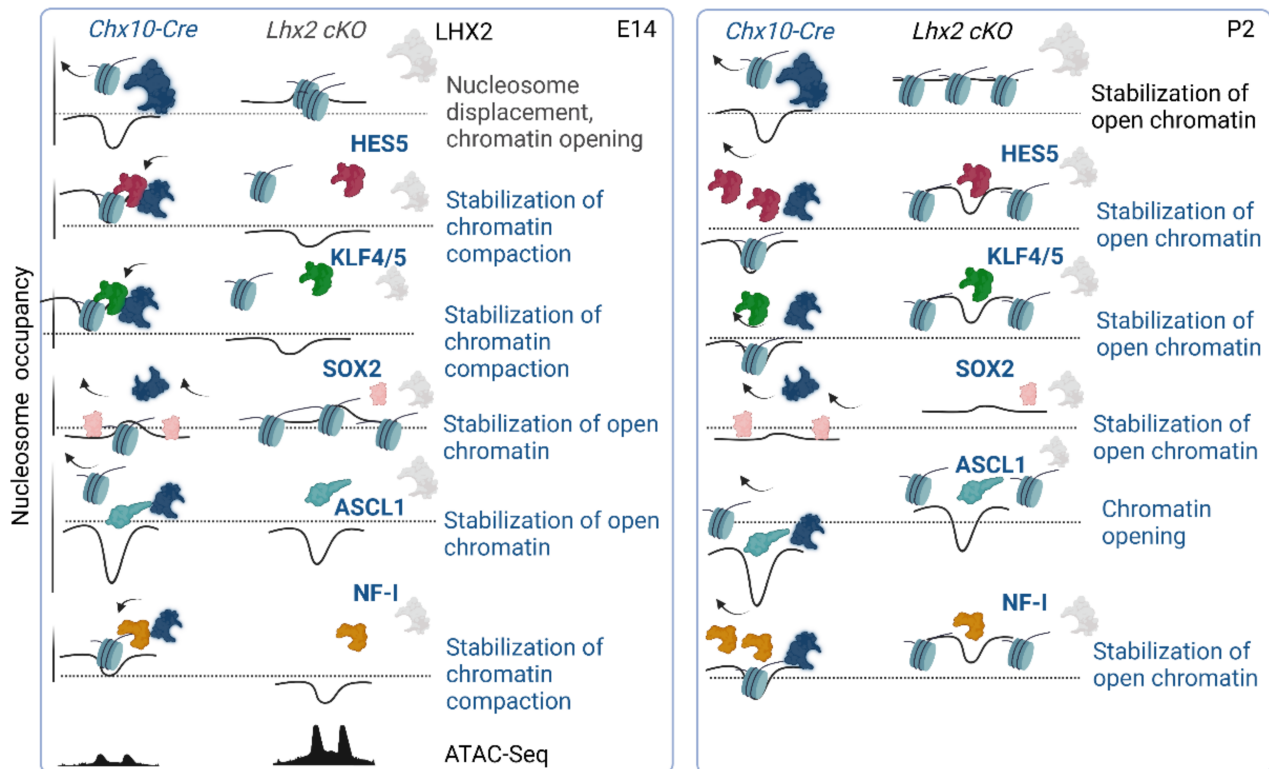 Chx10-Cre Lhx2 cKO LHX2 E14
Nucleosome
displacement,
chromatin opening
HES5
Stabilization of
chromatin
compaction
KLF4/5
Stabilization of
chromatin
compaction
SOX2
Stabilization of open
chromatin
ASCL1
Stabilization of open
chromatin
NF-I
Stabilization of
chromatin
compaction
ATAC-Seq
Nucleosome occupancy
Chx10-Cre Lhx2 cKO P2
Stabilization of
open chromatin
HES5
Stabilization of
open chromatin
KLF4/5
Stabilization of
open chromatin
SOX2
Stabilization of
open chromatin
ASCL1
Chromatin
opening
NF-I
Stabilization of
open chromatin